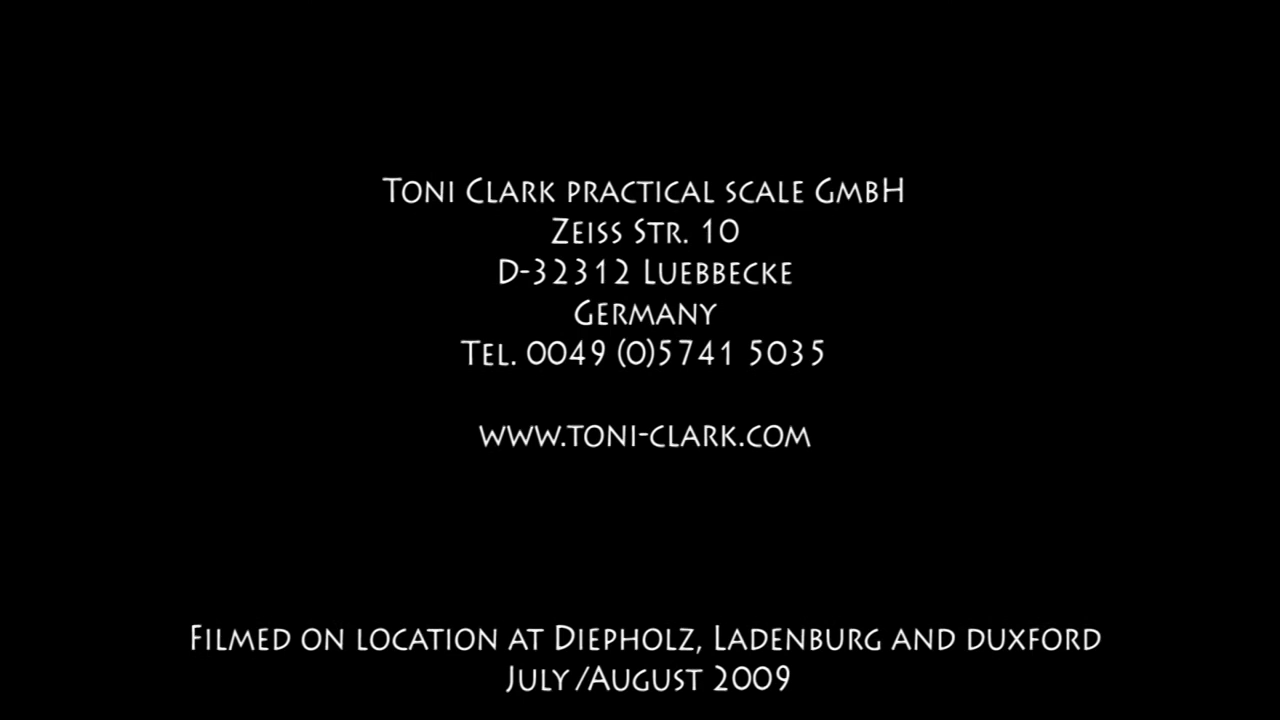 Toni Clark practical scale GmbH
Zeiss Str. 10
D-32312 Luebbecke
Germany
Tel. 0049 (0)5741 5035
www.toni-clark.com
Filmed on location at Diepholz, Ladenburg and duxford
July /August 2009